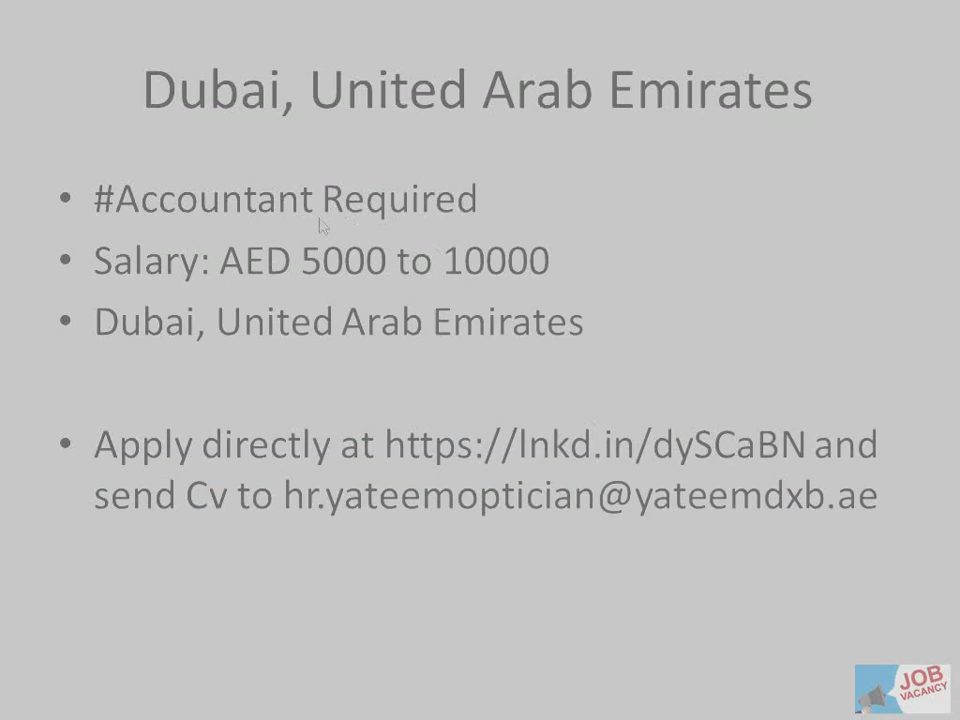 Dubai, United Arab Emirates
• #Accountant Required
• Salary: AED 5000 to 10000
• Dubai, United Arab Emirates
• Apply directly at https://lnkd.in/dySCaBN and
send Cv to hr.yateemoptician@yateemdxb.ae
JOB
VACANCY